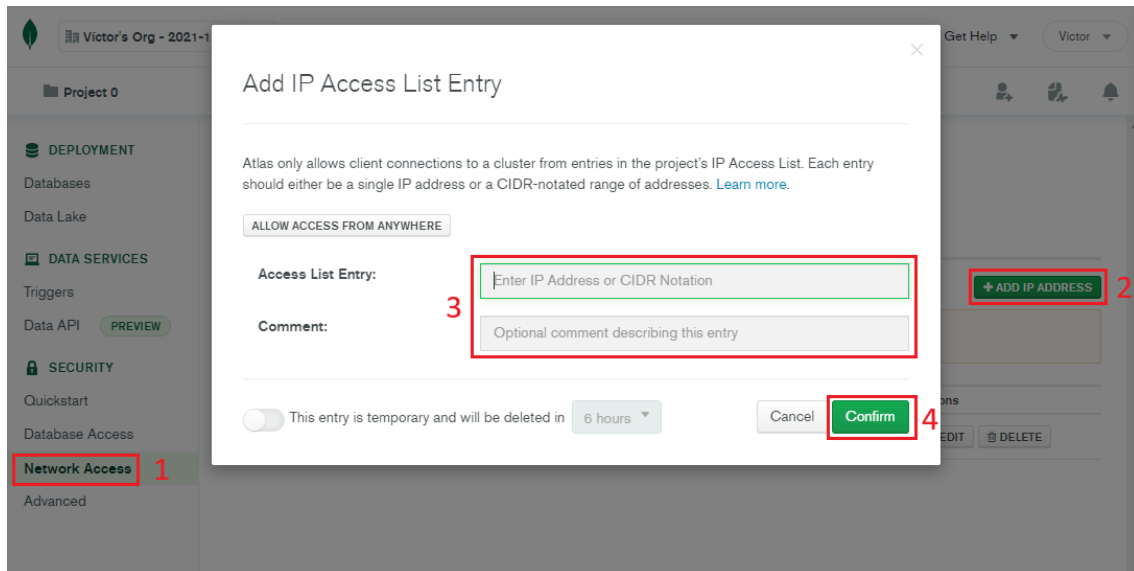 Victor's Org - 2021-1
Get Help
Victor
Project 0
DEPLOYMENT
Databases
Data Lake
DATA SERVICES
Triggers
Data API PREVIEW
SECURITY
Quickstart
Database Access
Network Access 1
Advanced
Add IP Access List Entry
Atlas only allows client connections to a cluster from entries in the project's IP Access List. Each entry
should either be a single IP address or a CIDR-notated range of addresses. Learn more.
ALLOW ACCESS FROM ANYWHERE
Access List Entry: Enter IP Address or CIDR Notation
3
Comment: Optional comment describing this entry
This entry is temporary and will be deleted in 6 hours
Cancel Confirm 4
+ ADD IP ADDRESS 2
ons
EDIT DELETE